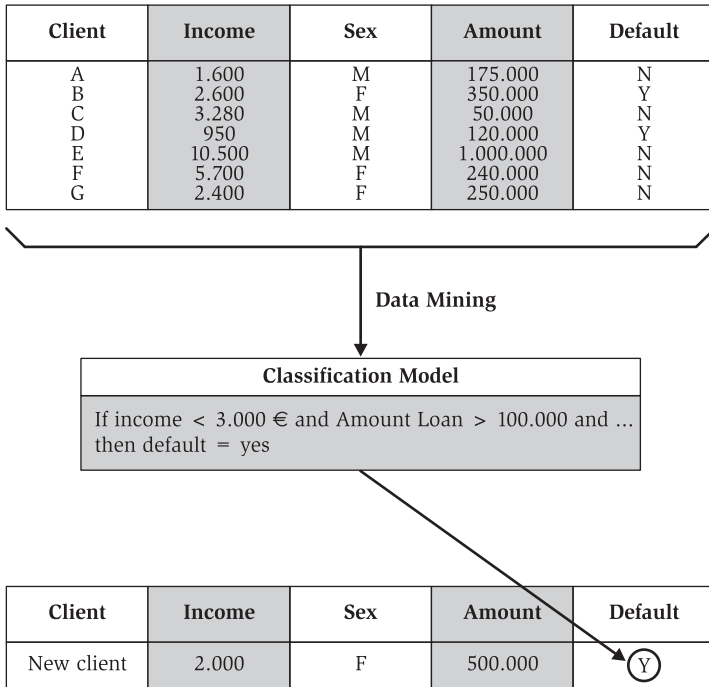 Client Income Sex Amount Default
A 1.600 M 175.000 N
B 2.600 F 350.000 Y
C 3.280 M 50.000 N
D 950 M 120.000 Y
E 10.500 M 1.000.000 N
F 5.700 F 240.000 N
G 2.400 F 250.000 N
Data Mining
Classification Model
If income < 3.000 € and Amount Loan > 100.000 and ...
then default = yes
Client Income Sex Amount Default
New client 2.000 F 500.000 Y